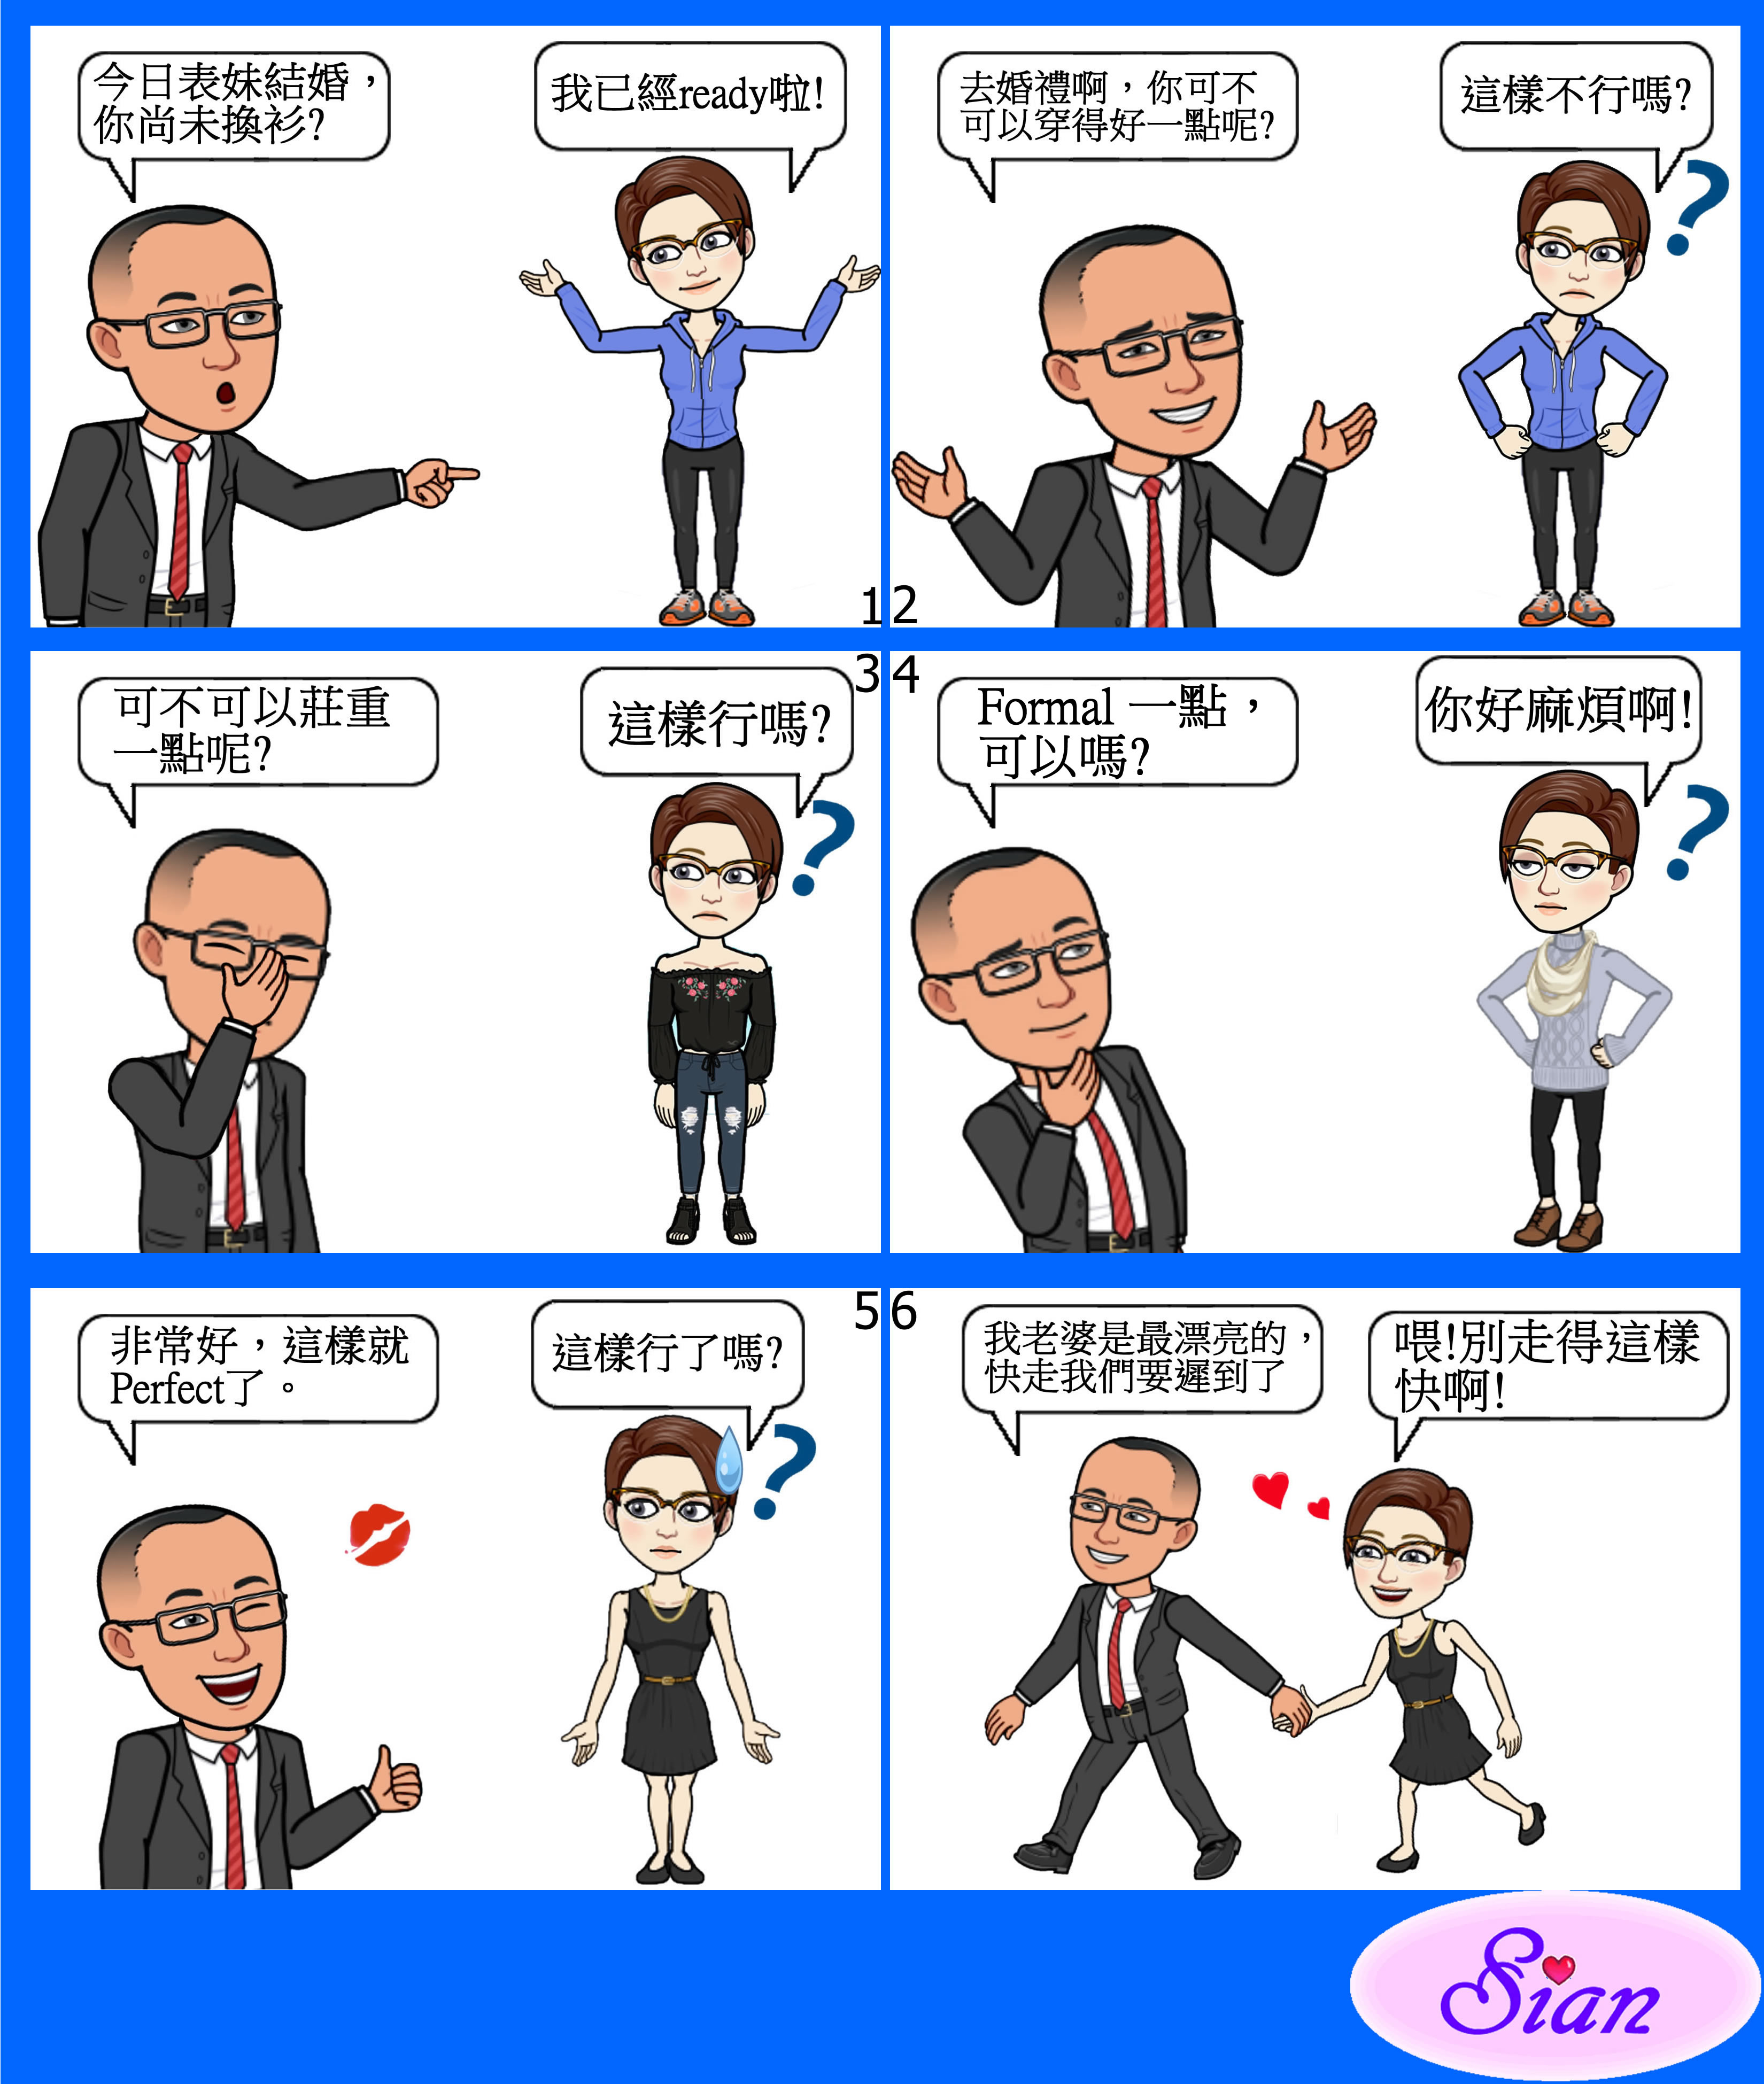 今日表妹結婚，
你尚未換衫?
我已經ready啦!
1
去婚禮啊，你可不
可以穿得好一點呢?
這樣不行嗎?
?
2
可不可以莊重
一點呢?
這樣行嗎?
?
3
Formal 一點，
可以嗎?
你好麻煩啊!
?
4
非常好，這樣就
Perfect了。
這樣行了嗎?
?
5
我老婆是最漂亮的，
快走我們要遲到了
喂!別走得這樣
快啊!
6
Sian